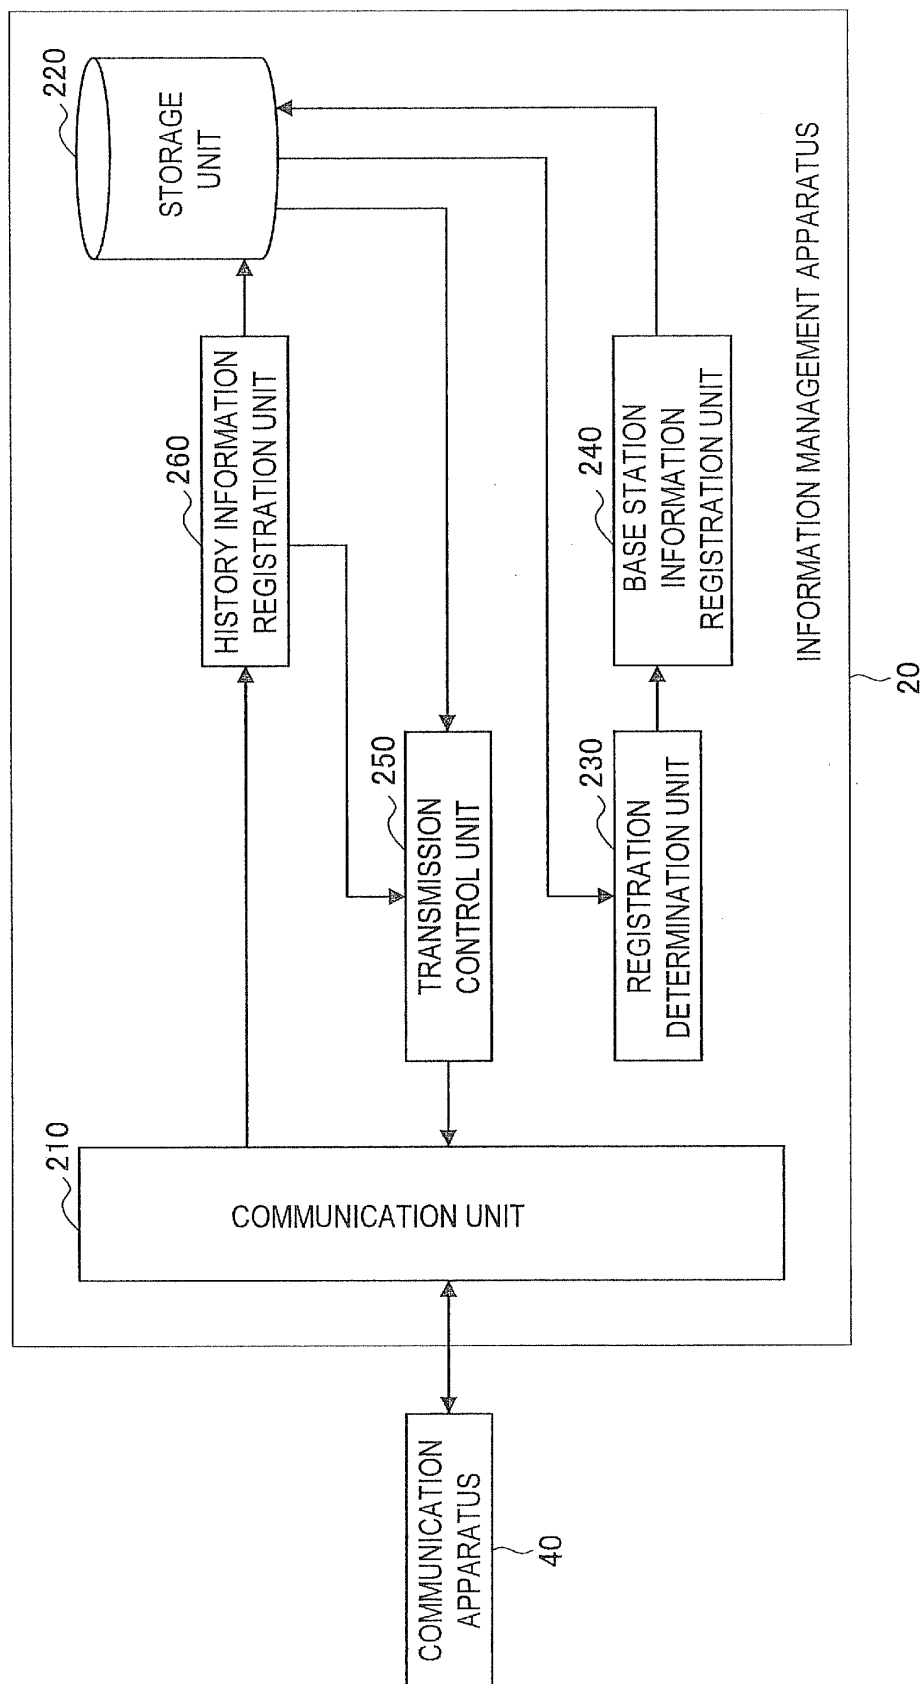 210
COMMUNICATION UNIT
COMMUNICATION
APPARATUS
40
260
HISTORY INFORMATION
REGISTRATION UNIT
220
STORAGE
UNIT
250
TRANSMISSION
CONTROL UNIT
230
REGISTRATION
DETERMINATION UNIT
240
BASE STATION
INFORMATION
REGISTRATION UNIT
INFORMATION MANAGEMENT APPARATUS
20